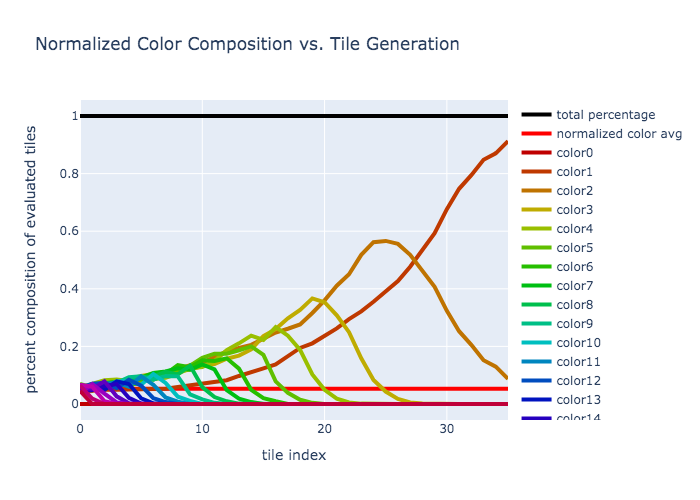 Normalized Color Composition vs. Tile Generation
percent composition of evaluated tiles
1
0.8
0.6
0.4
0.2
0
0
10
20
30
tile index
total percentage
normalized color avg
color0
color1
color2
color3
color4
color5
color6
color7
color8
color9
color10
color11
color12
color13
color14